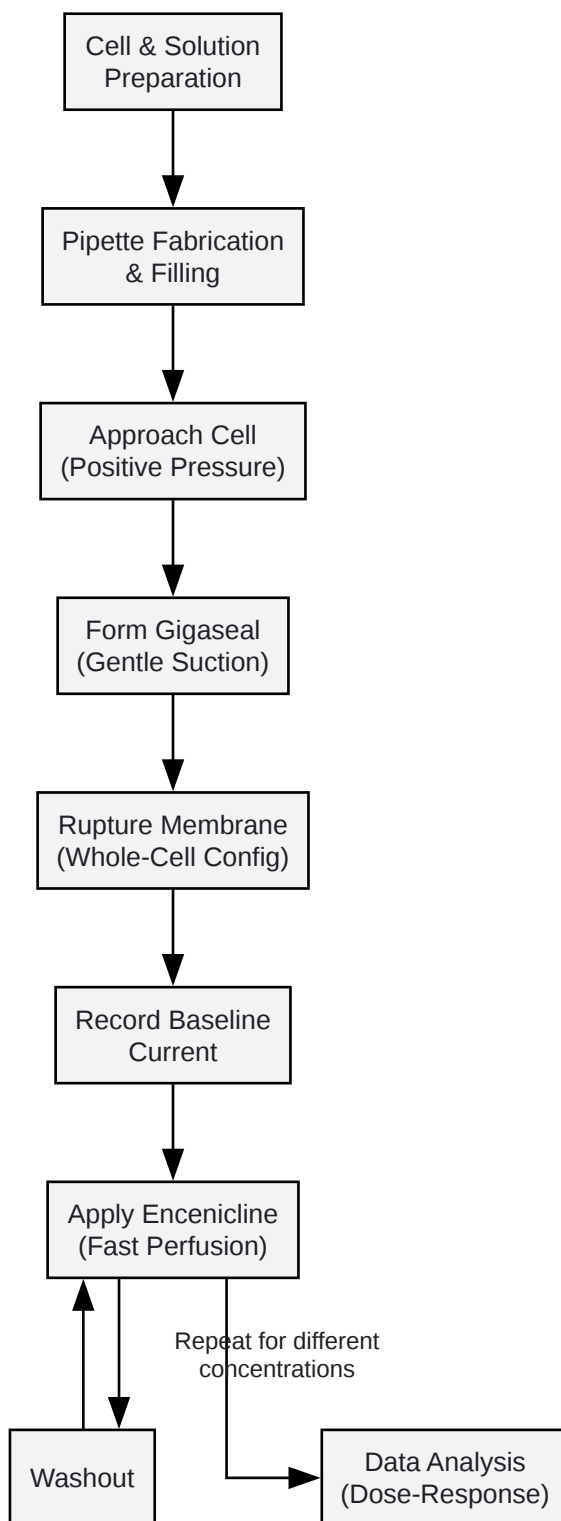 Cell & Solution
Preparation
Pipette Fabrication
& Filling
Approach Cell
(Positive Pressure)
Form Gigaseal
(Gentle Suction)
Rupture Membrane
(Whole-Cell Config)
Record Baseline
Current
Apply Encenicline
(Fast Perfusion)
Repeat for different
concentrations
Washout
Data Analysis
(Dose-Response)